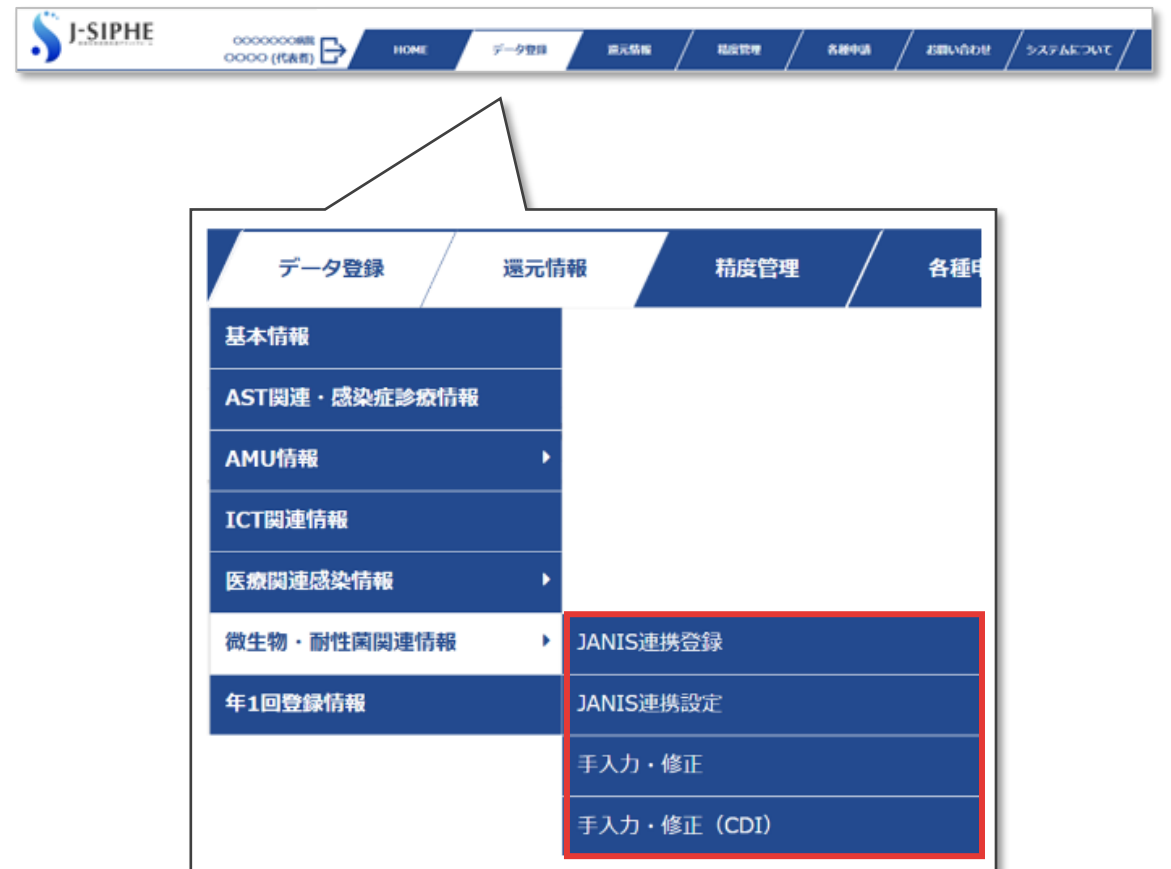 J-SIPHE
○○○○○○○病院
○○○○ (代表者)
HOME
データ登録
還元情報
精度管理
各種申請
お問い合わせ
システムについて
データ登録
還元情報
精度管理
各種申
基本情報
AST関連・感染症診療情報
AMU情報
ICT関連情報
医療関連感染情報
微生物・耐性菌関連情報
JANIS連携登録
年1回登録情報
JANIS連携設定
手入力・修正
手入力・修正（CDI）